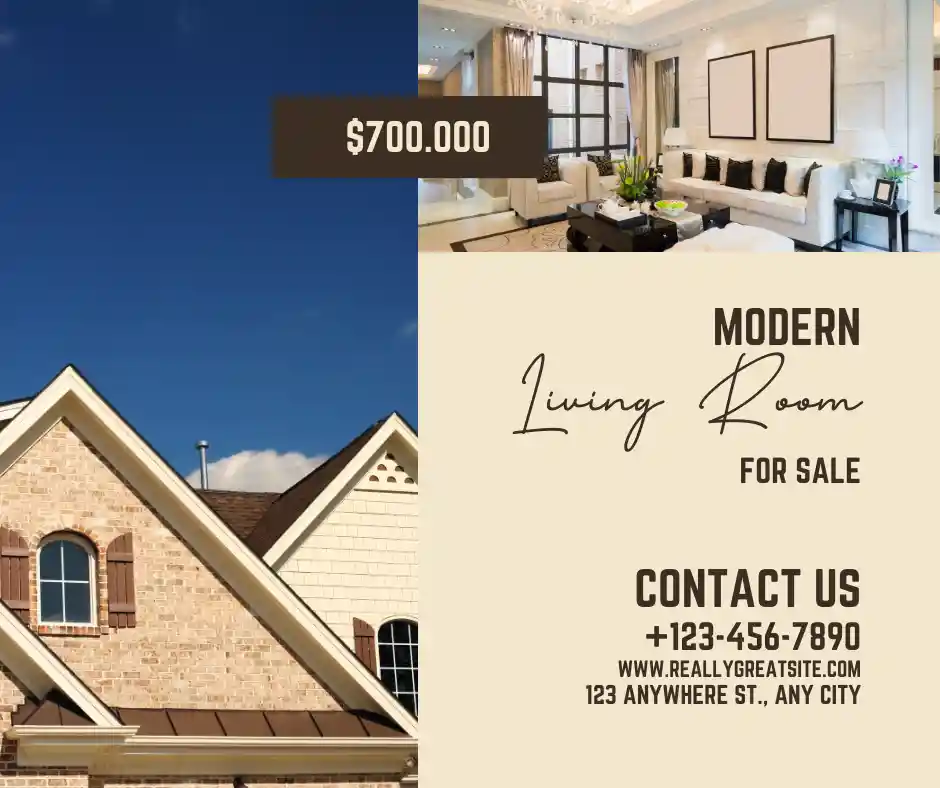 $700.000
MODERN
Living Room
FOR SALE
CONTACT US
+123-456-7890
WWW.REALLYGREATSITE.COM
123 ANYWHERE ST., ANY CITY